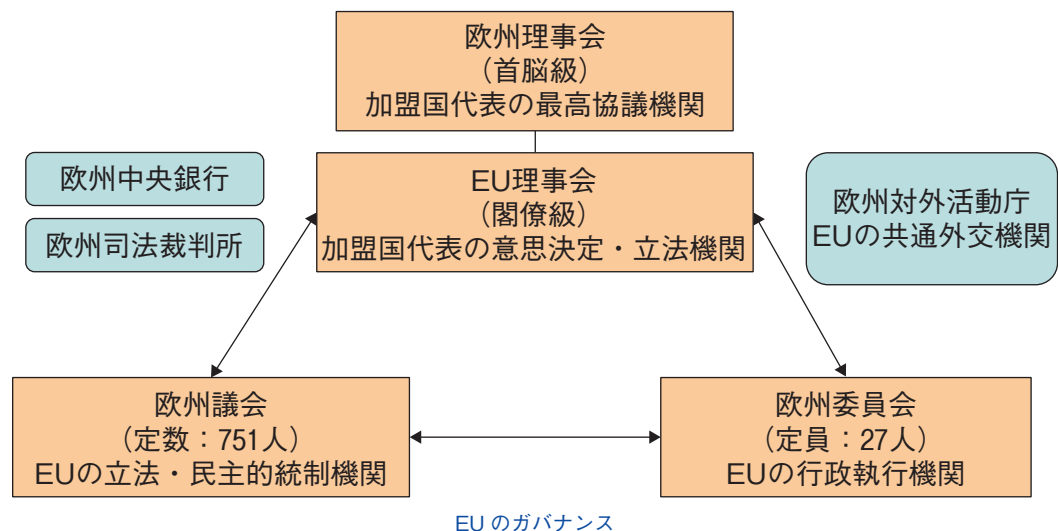 欧州理事会
（首脳級）
加盟国代表の最高協議機関
欧州中央銀行
欧州司法裁判所
EU理事会
（閣僚級）
加盟国代表の意思決定・立法機関
欧州対外活動庁
EUの共通外交機関
欧州議会
（定数：751人）
EUの立法・民主的統制機関
欧州委員会
（定員：27人）
EUの行政執行機関
EU のガバナンス